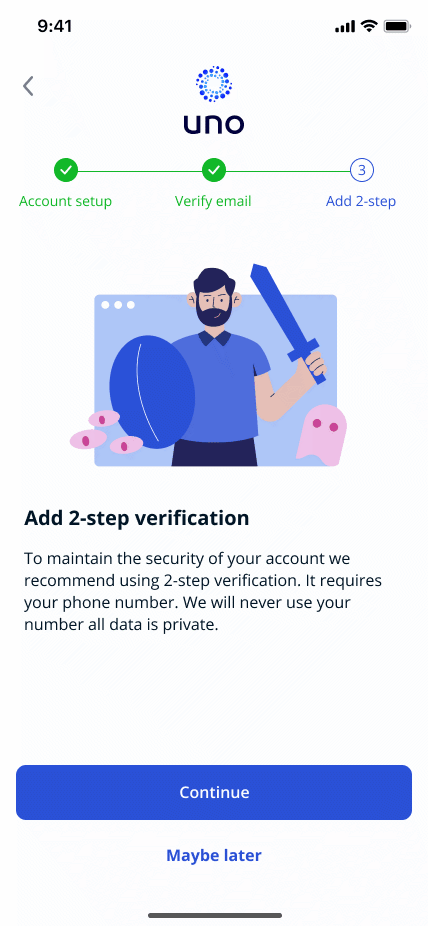 9:41
uno
3
Account setup
Verify email
Add 2-step
Add 2-step verification
To maintain the security of your account we
recommend using 2-step verification. It requires
your phone number. We will never use your
number all data is private.
Continue
Maybe later